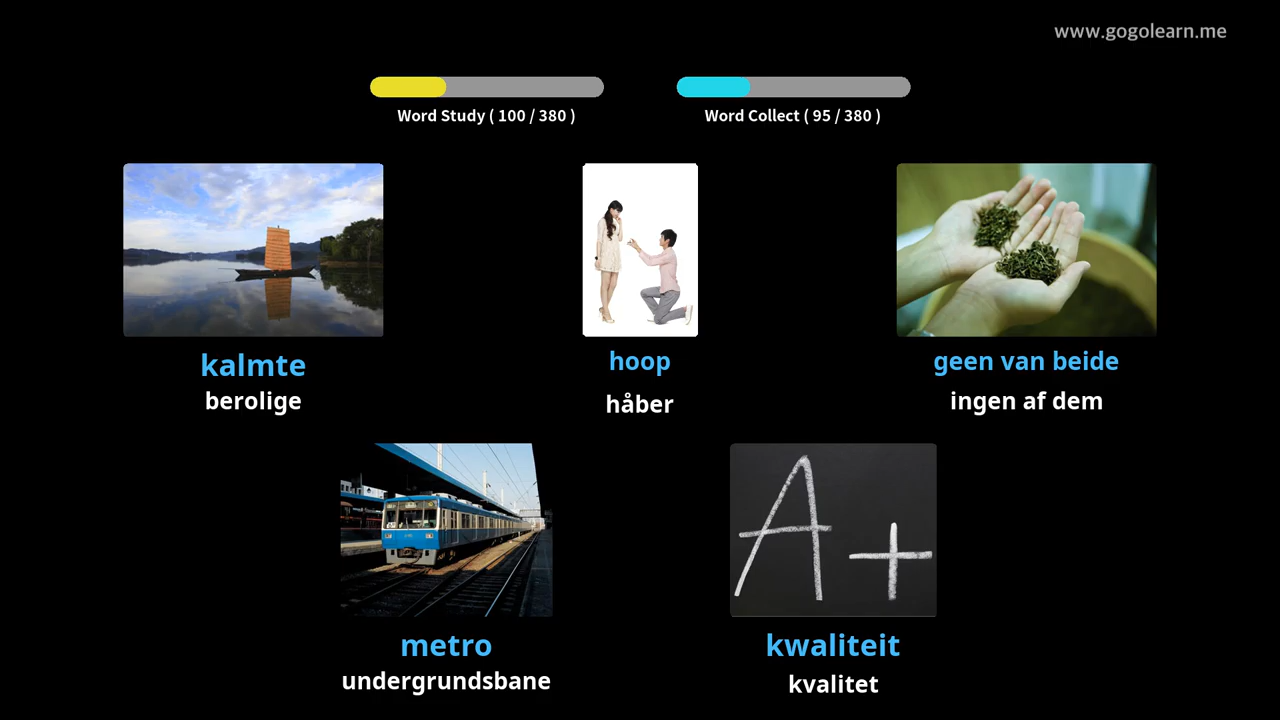 www.gogolearn.me
Word Study ( 100 / 380 )
Word Collect ( 95 / 380 )
kalmte
berolige
hoop
håber
geen van beide
ingen af dem
A+
metro
undergrundsbane
kwaliteit
kvalitet